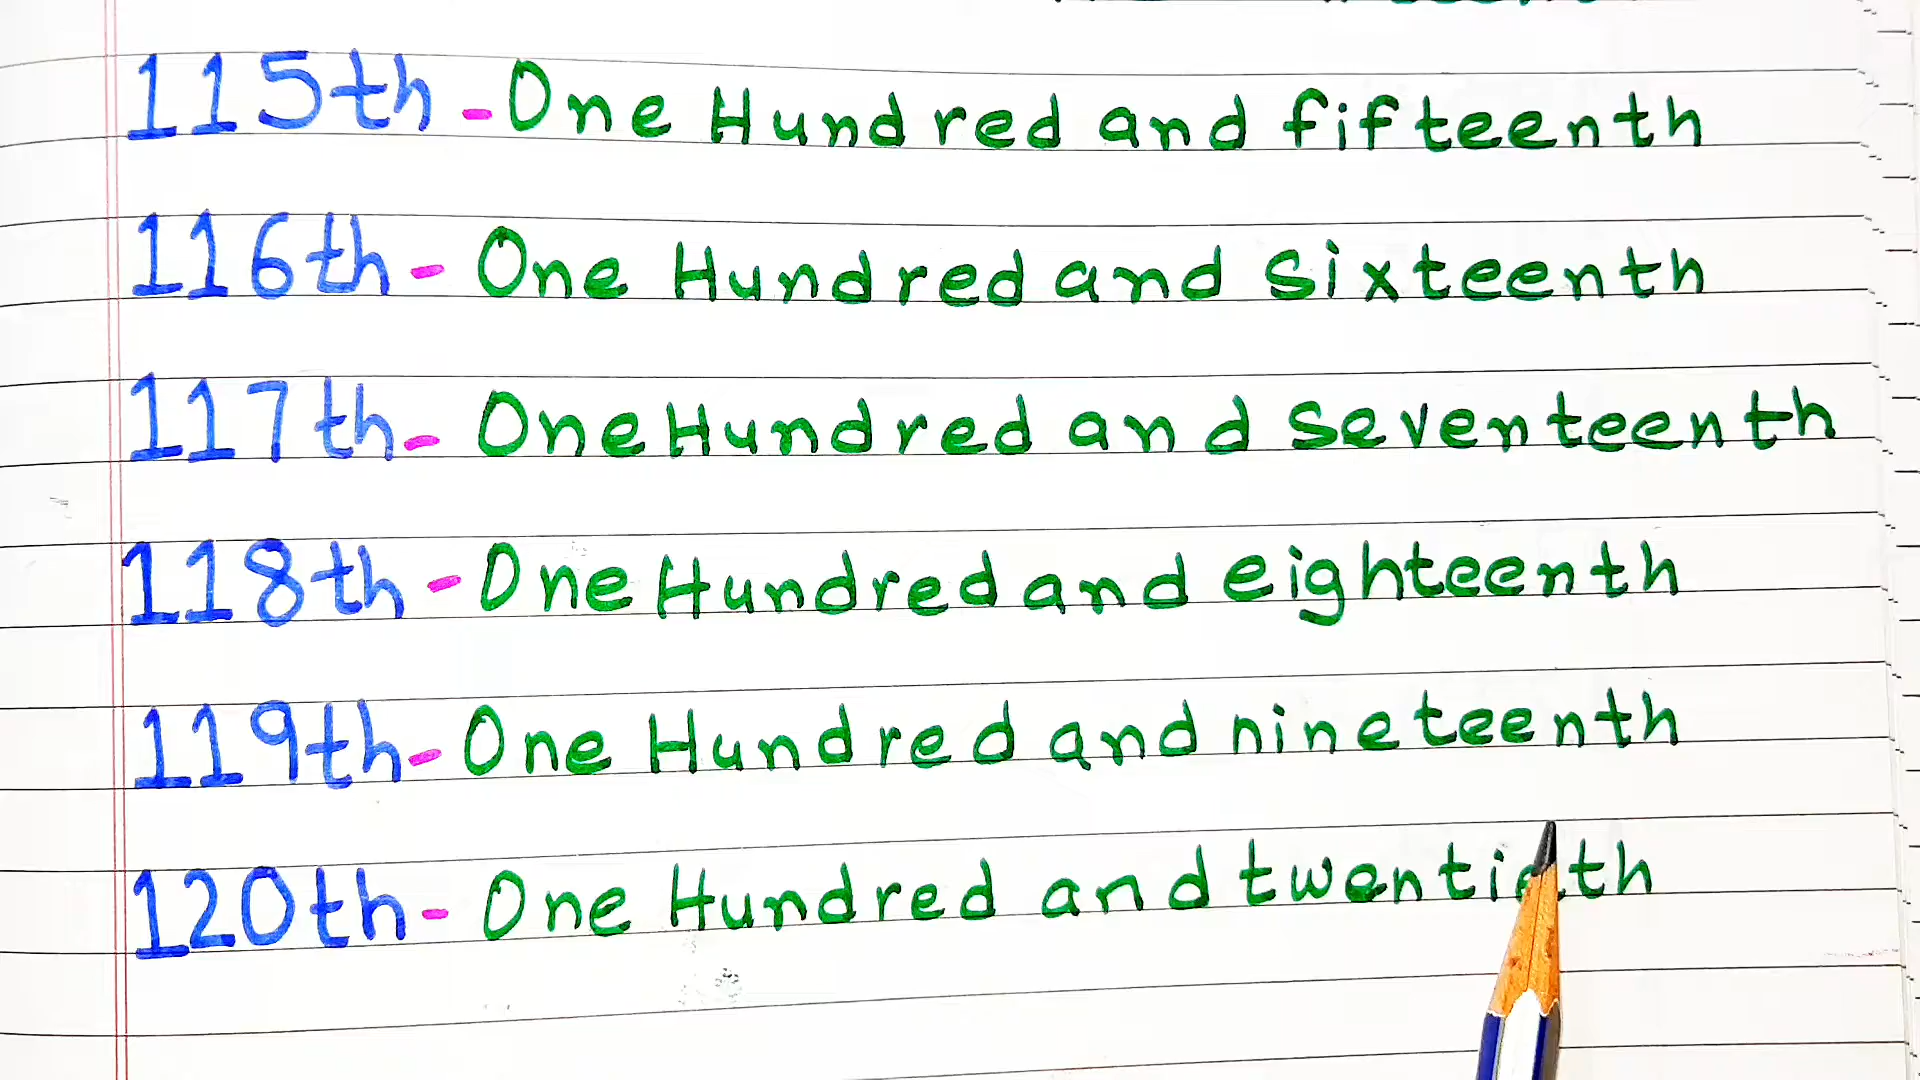 115th - One Hundred and fifteenth
116th - One Hundred and sixteenth
117th - One Hundred and seventeenth
118th - One Hundred and eighteenth
119th - One Hundred and nineteenth
120th - One Hundred and twentieth